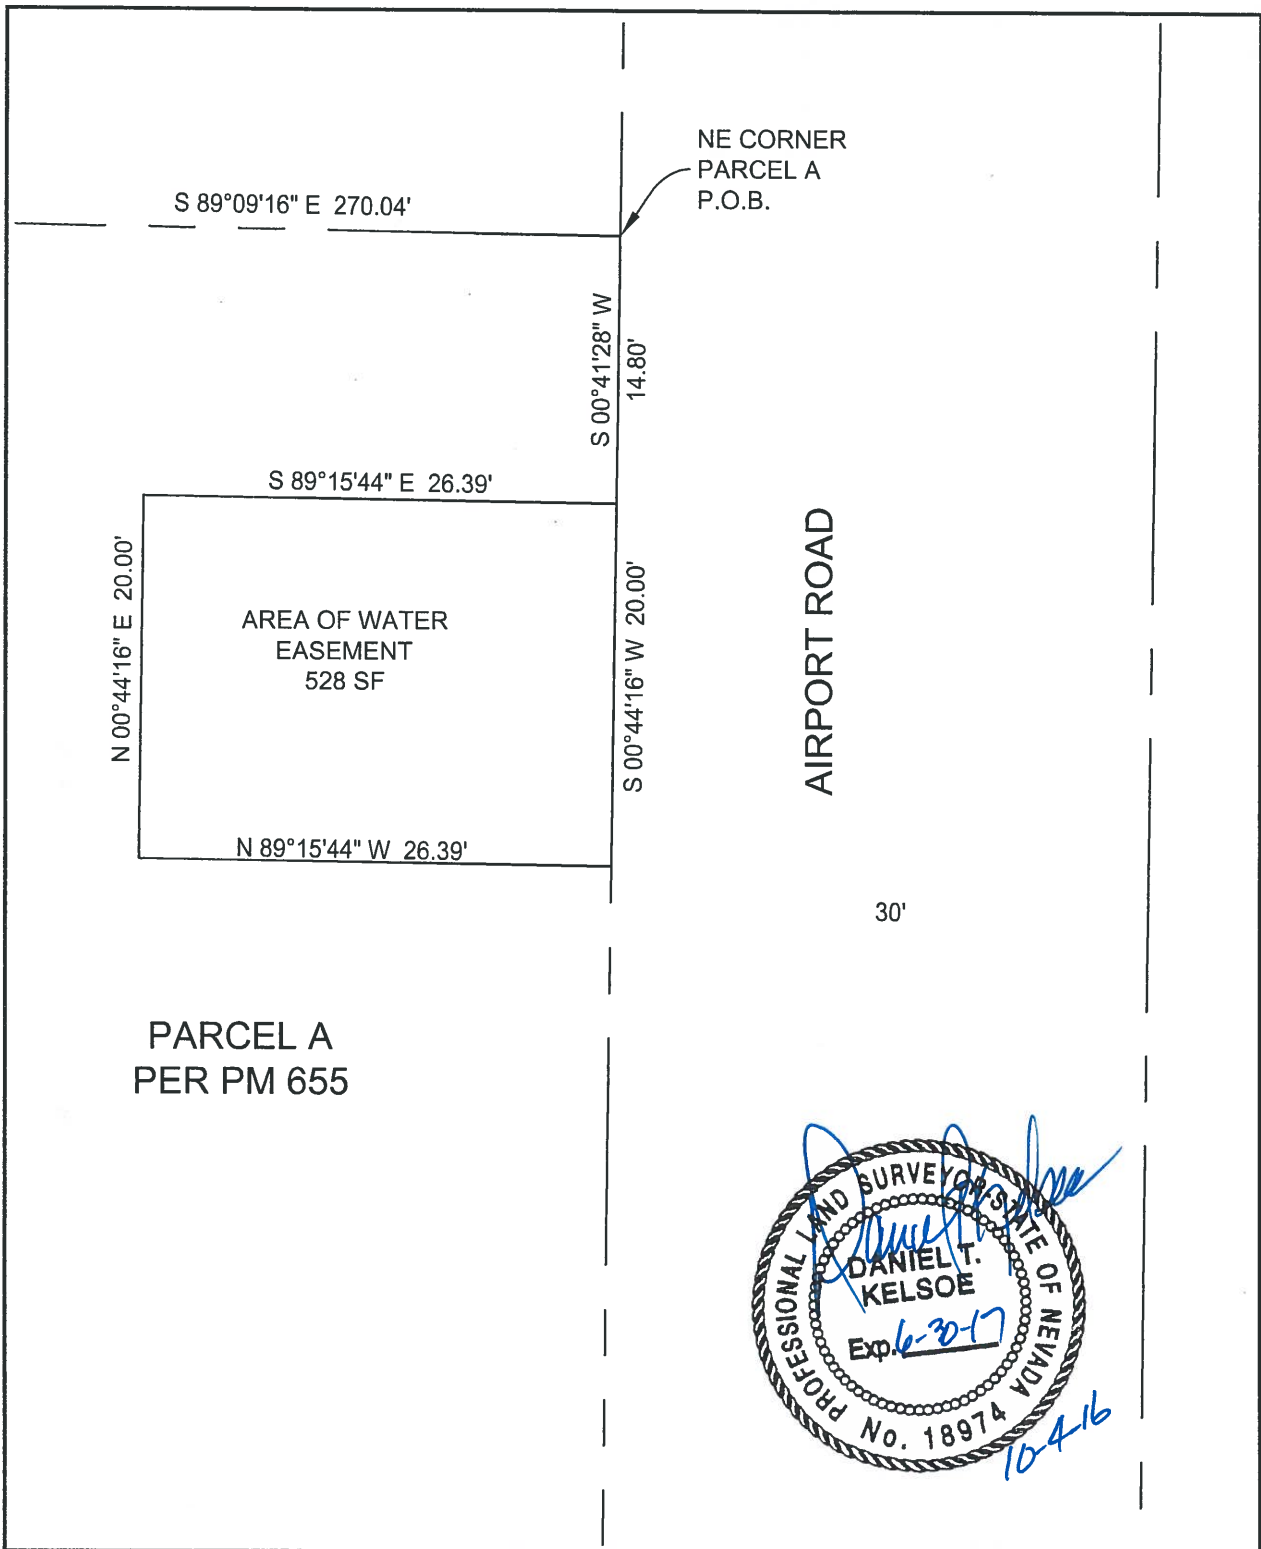 NE CORNER
PARCEL A
P.O.B.
S 89°09'16" E 270.04'
S 00°41'28" W
14.80'
S 89°15'44" E 26.39'
N 00°44'16" E 20.00'
AREA OF WATER
EASEMENT
528 SF
S 00°44'16" W 20.00'
AIRPORT ROAD
N 89°15'44" W 26.39'
30'
PARCEL A
PER PM 655
PROFESSIONAL LAND SURVEYOR-STATE OF NEVADA
DANIEL T.
KELSOE
Exp. 6-30-17
No. 18974
10-4-16